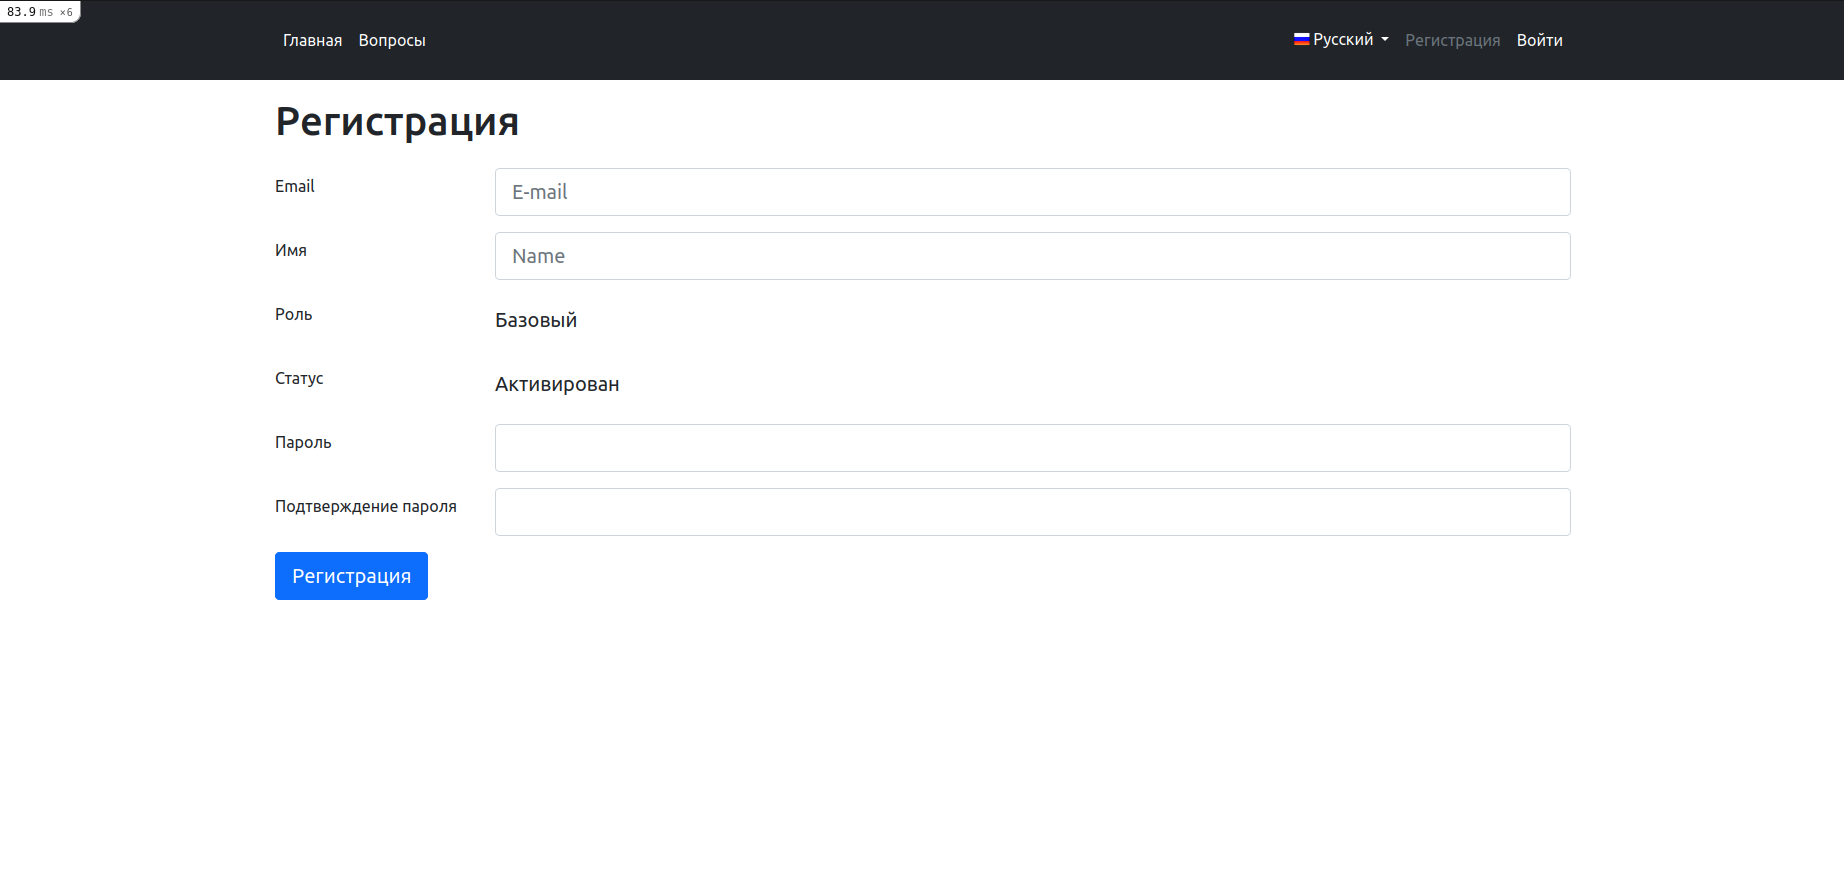 83.9 ms ×6
Главная Вопросы Русский Регистрация Войти
Регистрация
Email E-mail
Имя Name
Роль Базовый
Статус Активирован
Пароль
Подтверждение пароля
Регистрация